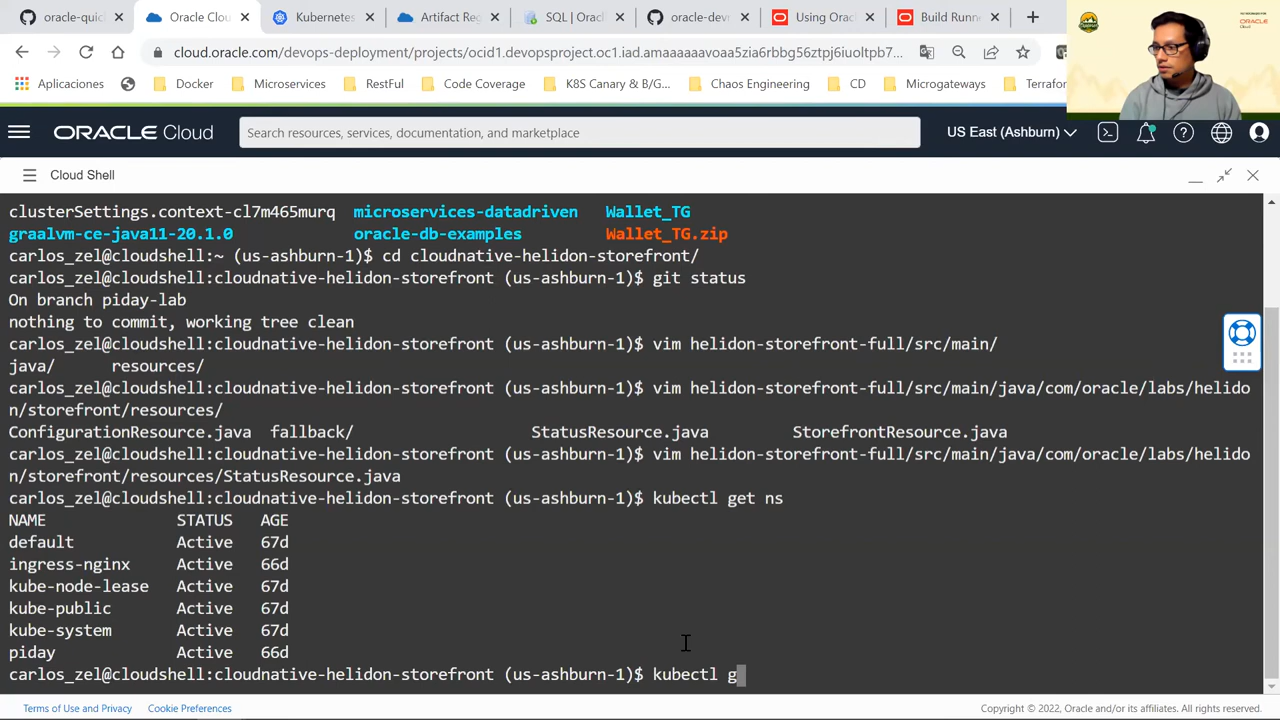 oracle-quic
Oracle Clou
Kubernetes
Artifact Reg
oracle-dev
Using Oracl
Build Runne
cloud.oracle.com/devops-deployment/projects/ocid1.devopsproject.oc1.iad.amaaaaaavoaa5zia6rbbg56ztpj6iuoltpb7...
Aplicaciones
Docker
Microservices
RestFul
Code Coverage
K8S Canary & B/G...
Chaos Engineering
CD
Microgateways
Terrafor
ORACLE Cloud
Search resources, services, documentation, and marketplace
US East (Ashburn)
Cloud Shell
clusterSettings.context-cl7m465murq microservices-datadriven Wallet_TG
graalvm-ce-java11-20.1.0 oracle-db-examples Wallet_TG.zip
carlos_zel@cloudshell:~ (us-ashburn-1)$ cd cloudnative-helidon-storefront/
carlos_zel@cloudshell:cloudnative-helidon-storefront (us-ashburn-1)$ git status
On branch piday-lab
nothing to commit, working tree clean
carlos_zel@cloudshell:cloudnative-helidon-storefront (us-ashburn-1)$ vim helidon-storefront-full/src/main/
java/ resources/
carlos_zel@cloudshell:cloudnative-helidon-storefront (us-ashburn-1)$ vim helidon-storefront-full/src/main/java/com/oracle/labs/helido
n/storefront/resources/
ConfigurationResource.java fallback/ StatusResource.java StorefrontResource.java
carlos_zel@cloudshell:cloudnative-helidon-storefront (us-ashburn-1)$ vim helidon-storefront-full/src/main/java/com/oracle/labs/helido
n/storefront/resources/StatusResource.java
carlos_zel@cloudshell:cloudnative-helidon-storefront (us-ashburn-1)$ kubectl get ns
NAME STATUS AGE
default Active 67d
ingress-nginx Active 66d
kube-node-lease Active 67d
kube-public Active 67d
kube-system Active 67d
piday Active 66d
carlos_zel@cloudshell:cloudnative-helidon-storefront (us-ashburn-1)$ kubectl g
Terms of Use and Privacy
Cookie Preferences
Copyright © 2022, Oracle and/or its affiliates. All rights reserved.